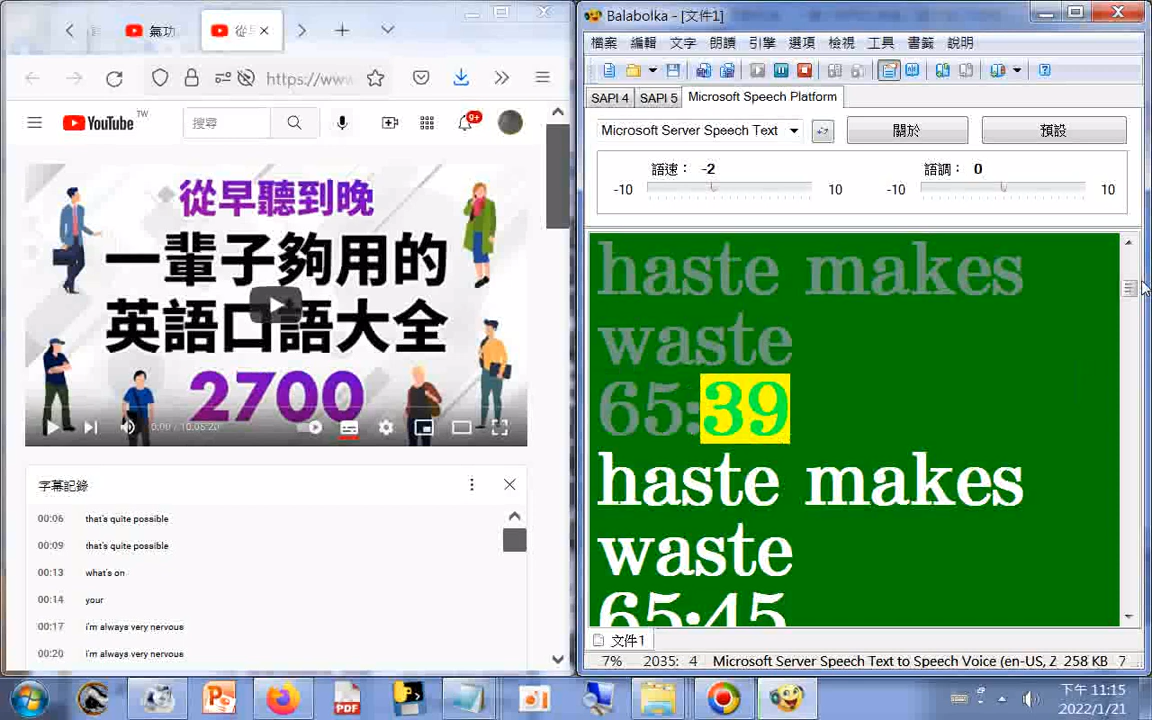 氣功
https://www
YouTube TW
搜尋
9+
從早聽到晚
一輩子夠用的
英語口語大全
2700
0:00 / 10:05:20
字幕記錄
00:06 that's quite possible
00:09 that's quite possible
00:13 what's on
00:14 your
00:17 i'm always very nervous
00:20 i'm always very nervous
Balabolka - [文件1]
檔案 編輯 文字 朗讀 引擎 選項 檢視 工具 書籤 說明
SAPI 4 SAPI 5 Microsoft Speech Platform
Microsoft Server Speech Text 關於 預設
語速： -2 語調： 0
-10 10 -10 10
haste makes
waste
65:39
haste makes
waste
65:45
文件1
7% 2035: 4 Microsoft Server Speech Text to Speech Voice (en-US, Z 258 KB 7
PDF
下午 11:15
2022/1/21